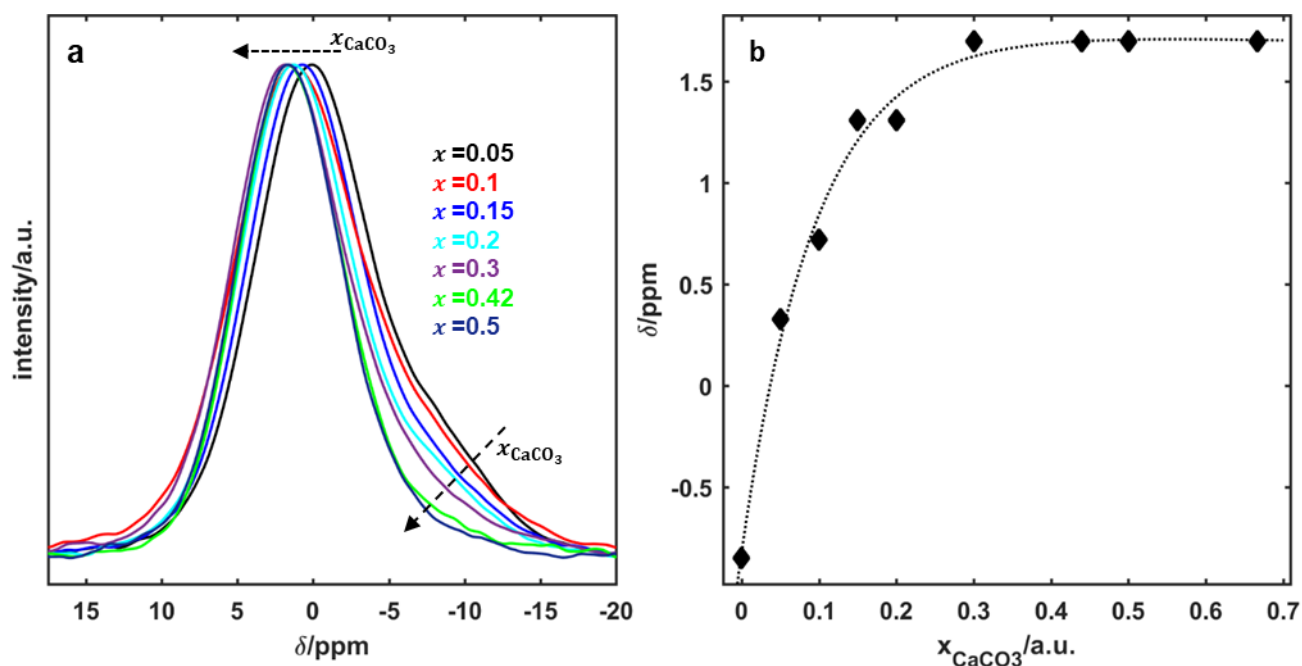 a
x_CaCO₃
x =0.05
x =0.1
x =0.15
x =0.2
x =0.3
x =0.42
x =0.5
x_CaCO₃
intensity/a.u.
15 10 5 0 -5 -10 -15 -20
δ/ppm
b
1.5
1
0.5
0
-0.5
δ/ppm
0 0.1 0.2 0.3 0.4 0.5 0.6 0.7
x_CaCO₃/a.u.